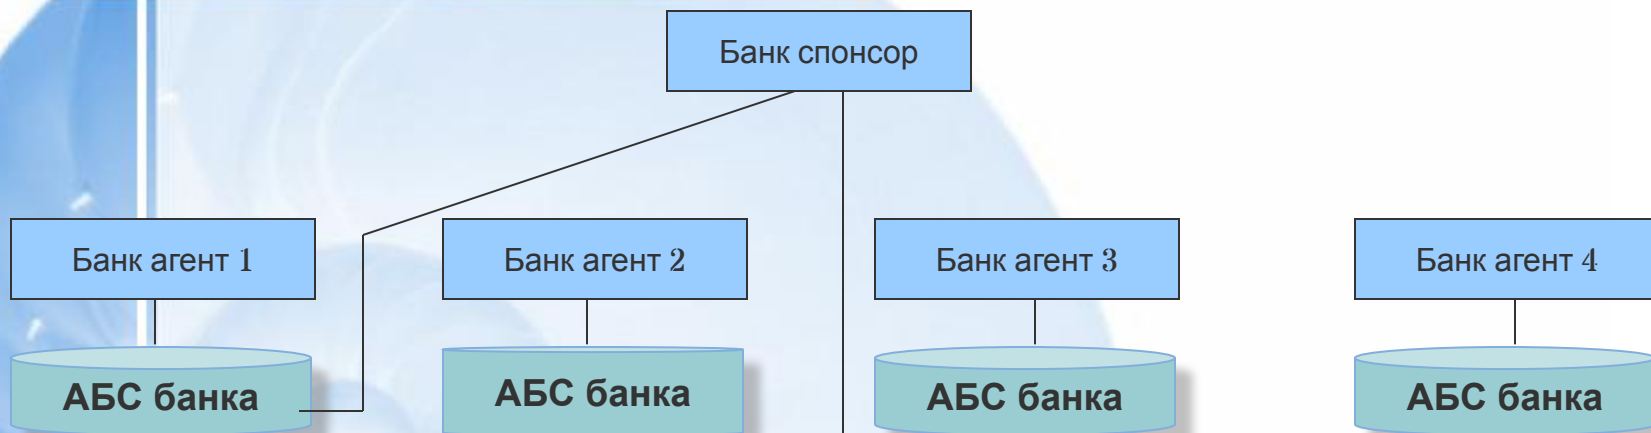 Банк спонсор
Банк агент 1
Банк агент 2
Банк агент 3
Банк агент 4
АБС банка
АБС банка
АБС банка
АБС банка